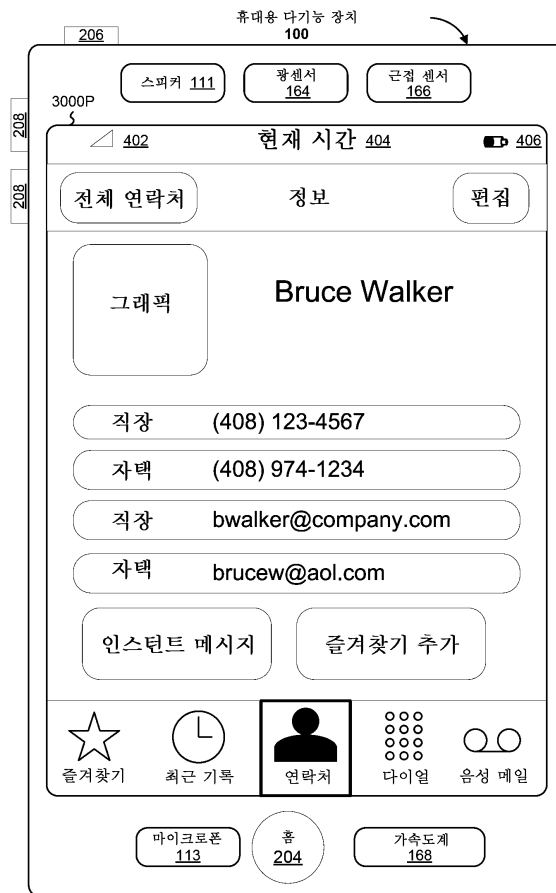 휴대용 다기능 장치
206
100
스피커 111
광센서
164
근접 센서
166
3000P
208
402
현재 시간 404
406
208
전체 연락처
정보
편집
그래픽
Bruce Walker
직장 (408) 123-4567
자택 (408) 974-1234
직장 bwalker@company.com
자택 brucew@aol.com
인스턴트 메시지
즐겨찾기 추가
즐겨찾기
최근 기록
연락처
다이얼
음성 메일
마이크로폰
113
홈
204
가속도계
168